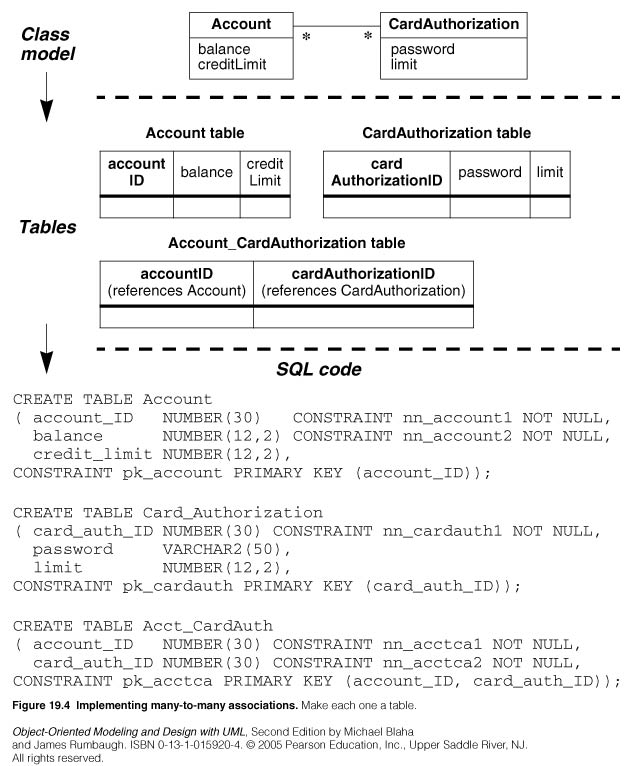 Class
model
Account
balance
creditLimit
* *
CardAuthorization
password
limit
Tables
Account table
account
ID
balance
credit
Limit
CardAuthorization table
card
AuthorizationID
password
limit
Account_CardAuthorization table
accountID
(references Account)
cardAuthorizationID
(references CardAuthorization)
SQL code
CREATE TABLE Account
( account_ID NUMBER(30) CONSTRAINT nn_account1 NOT NULL,
balance NUMBER(12,2) CONSTRAINT nn_account2 NOT NULL,
credit_limit NUMBER(12,2),
CONSTRAINT pk_account PRIMARY KEY (account_ID));
CREATE TABLE Card_Authorization
( card_auth_ID NUMBER(30) CONSTRAINT nn_cardauth1 NOT NULL,
password VARCHAR2(50),
limit NUMBER(12,2),
CONSTRAINT pk_cardauth PRIMARY KEY (card_auth_ID));
CREATE TABLE Acct_CardAuth
( account_ID NUMBER(30) CONSTRAINT nn_acctca1 NOT NULL,
card_auth_ID NUMBER(30) CONSTRAINT nn_acctca2 NOT NULL,
CONSTRAINT pk_acctca PRIMARY KEY (account_ID, card_auth_ID));
Figure 19.4 Implementing many-to-many associations. Make each one a table.
Object-Oriented Modeling and Design with UML, Second Edition by Michael Blaha
and James Rumbaugh. ISBN 0-13-1-015920-4. © 2005 Pearson Education, Inc., Upper Saddle River, NJ.
All rights reserved.